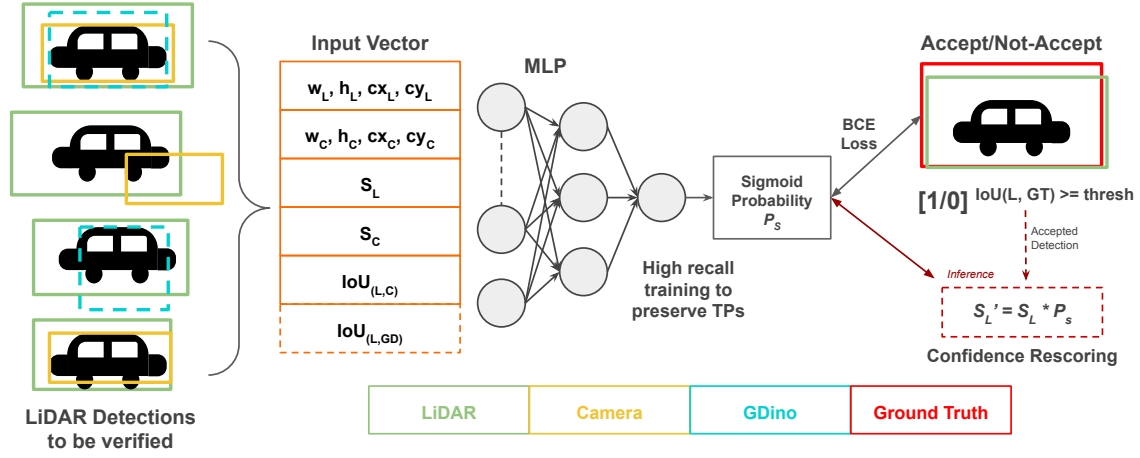 LiDAR Detections
to be verified
Input Vector
w_L, h_L, cx_L, cy_L
w_C, h_C, cx_C, cy_C
S_L
S_C
IoU_(L,C)
IoU_(L,GD)
MLP
High recall
training to
preserve TPs
Sigmoid
Probability
P_S
BCE
Loss
Accept/Not-Accept
[1/0] IoU(L, GT) >= thresh
Accepted
Detection
Inference
S_L' = S_L * P_s
Confidence Rescoring
LiDAR
Camera
GDino
Ground Truth